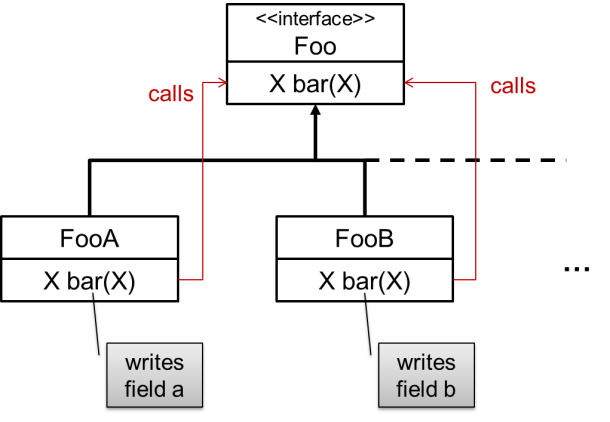 <<interface>>
Foo
X bar(X)
calls
calls
FooA
X bar(X)
FooB
X bar(X)
...
writes
field a
writes
field b